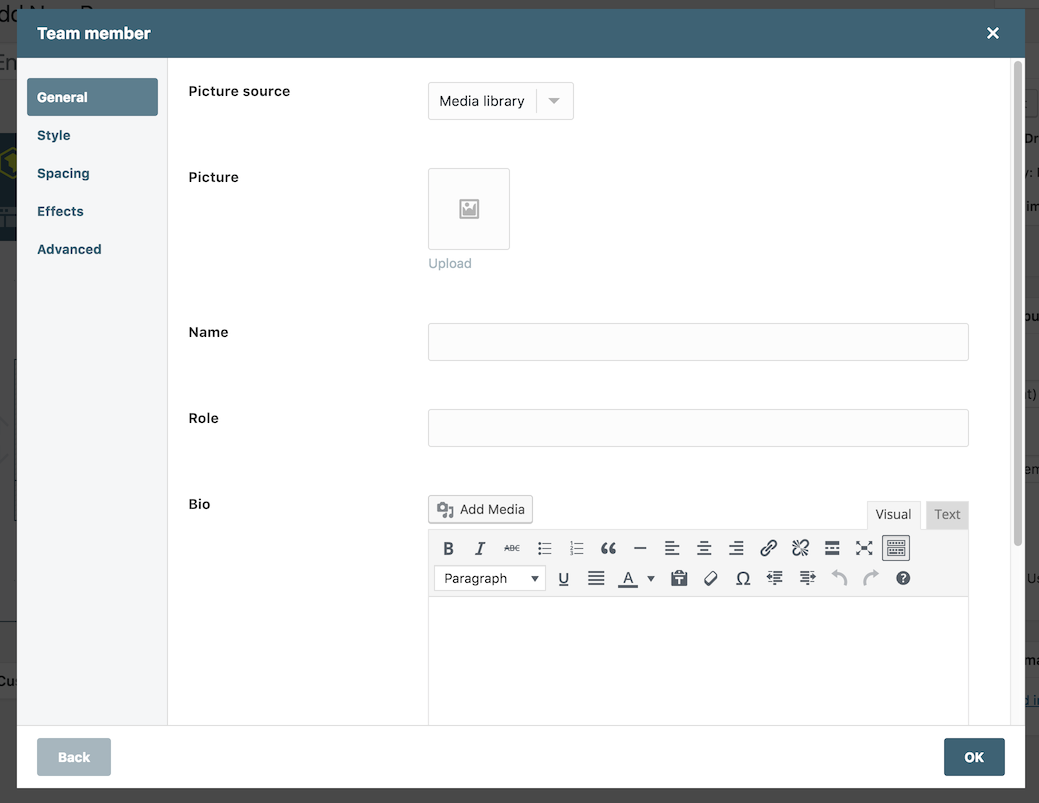 Team member
General
Style
Spacing
Effects
Advanced
Picture source
Media library
Picture
Upload
Name
Role
Bio
Add Media
Visual
Text
B I ABC
Paragraph
U A Ω
Back
OK